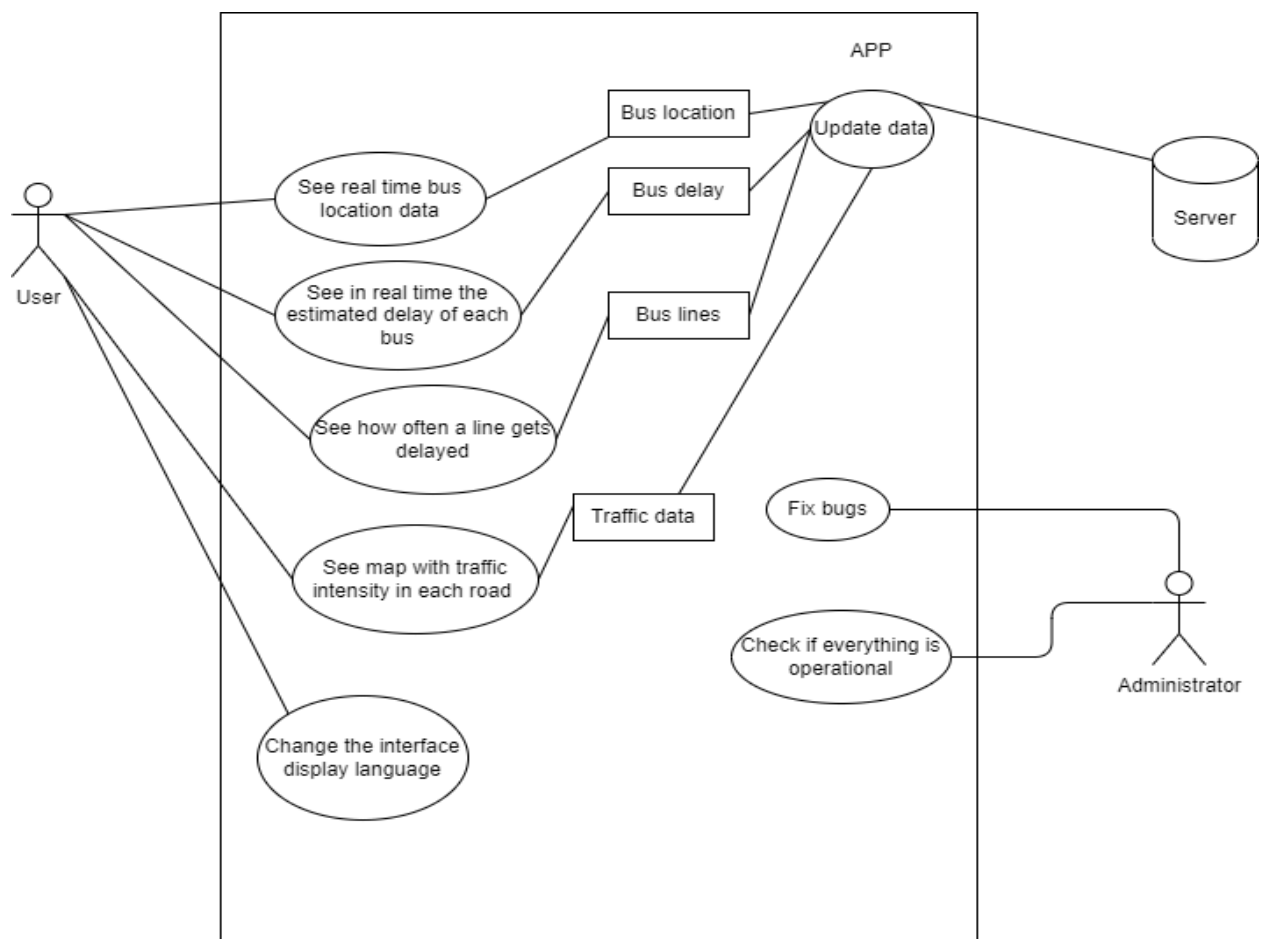 APP
Bus location
Update data
See real time bus
location data
Bus delay
Server
User
See in real time the
estimated delay of each
bus
Bus lines
See how often a line gets
delayed
Traffic data
Fix bugs
See map with traffic
intensity in each road
Check if everything is
operational
Administrator
Change the interface
display language